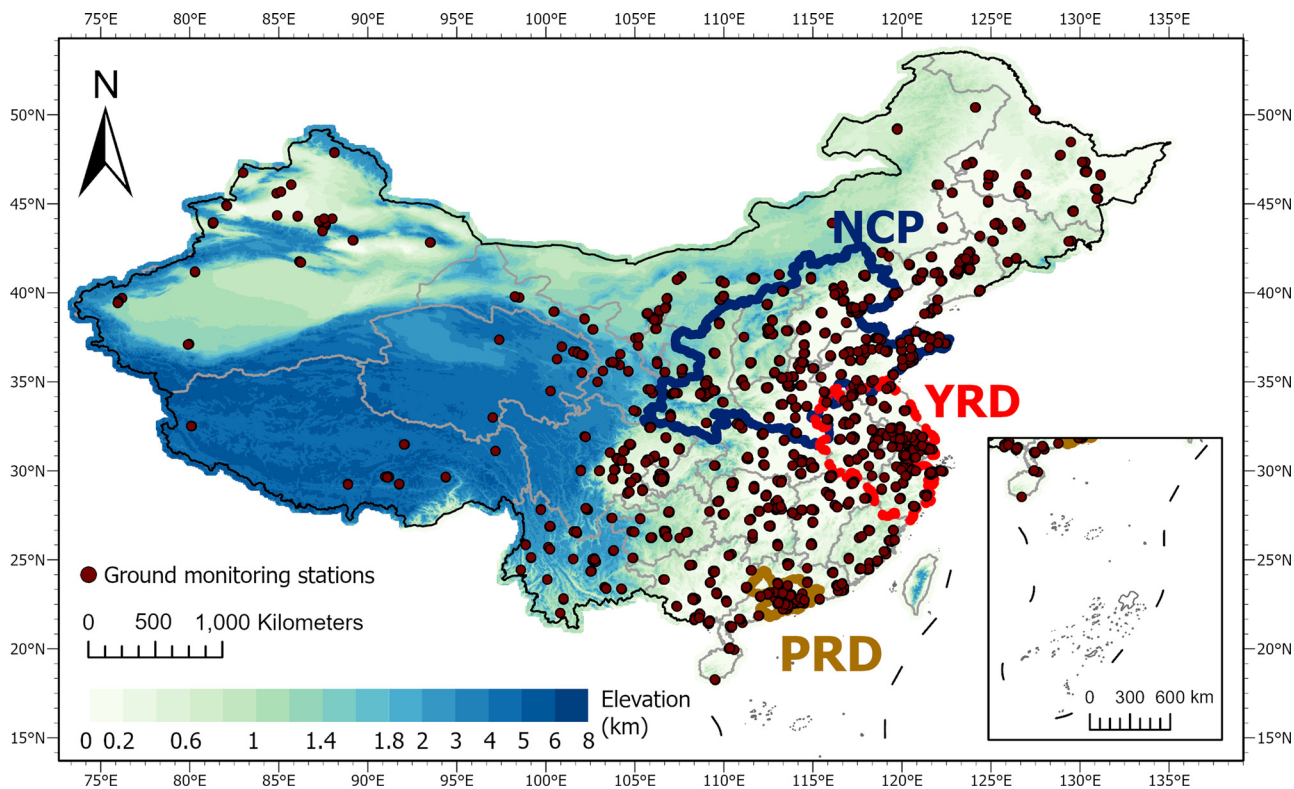 75°E 80°E 85°E 90°E 95°E 100°E 105°E 110°E 115°E 120°E 125°E 130°E 135°E
N
50°N 50°N
45°N 45°N
NCP
40°N 40°N
35°N 35°N
YRD
30°N 30°N
25°N 25°N
Ground monitoring stations
0 500 1,000 Kilometers
20°N 20°N
PRD
0 300 600 km
Elevation
(km)
0 0.2 0.6 1 1.4 1.8 2 3 4 5 6 8
15°N 15°N
75°E 80°E 85°E 90°E 95°E 100°E 105°E 110°E 115°E 120°E 125°E 130°E 135°E